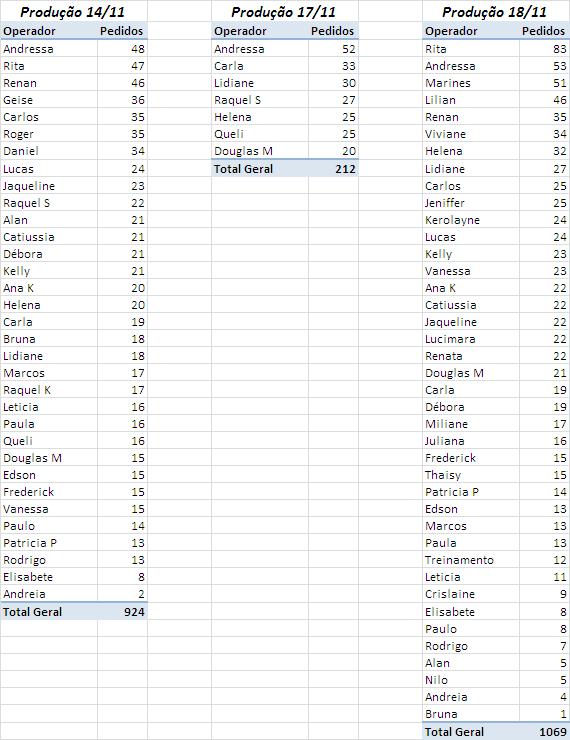 Produção 14/11 Produção 17/11 Produção 18/11
Operador Pedidos Operador Pedidos Operador Pedidos
Andressa 48 Andressa 52 Rita 83
Rita 47 Carla 33 Andressa 53
Renan 46 Lidiane 30 Marines 51
Geise 36 Raquel S 27 Lilian 46
Carlos 35 Helena 25 Renan 35
Roger 35 Queli 25 Viviane 34
Daniel 34 Douglas M 20 Helena 32
Lucas 24 Total Geral 212 Lidiane 27
Jaqueline 23 Carlos 25
Raquel S 22 Jeniffer 25
Alan 21 Kerolayne 24
Catiussia 21 Lucas 24
Débora 21 Kelly 23
Kelly 21 Vanessa 23
Ana K 20 Ana K 22
Helena 20 Catiussia 22
Carla 19 Jaqueline 22
Bruna 18 Lucimara 22
Lidiane 18 Renata 22
Marcos 17 Douglas M 21
Raquel K 17 Carla 19
Leticia 16 Débora 19
Paula 16 Miliane 17
Queli 16 Juliana 16
Douglas M 15 Frederick 15
Edson 15 Thaisy 15
Frederick 15 Patricia P 14
Vanessa 15 Edson 13
Paulo 14 Marcos 13
Patricia P 13 Paula 13
Rodrigo 13 Treinamento 12
Elisabete 8 Leticia 11
Andreia 2 Crislaine 9
Total Geral 924 Elisabete 8
Paulo 8
Rodrigo 7
Alan 5
Nilo 5
Andreia 4
Bruna 1
Total Geral 1069